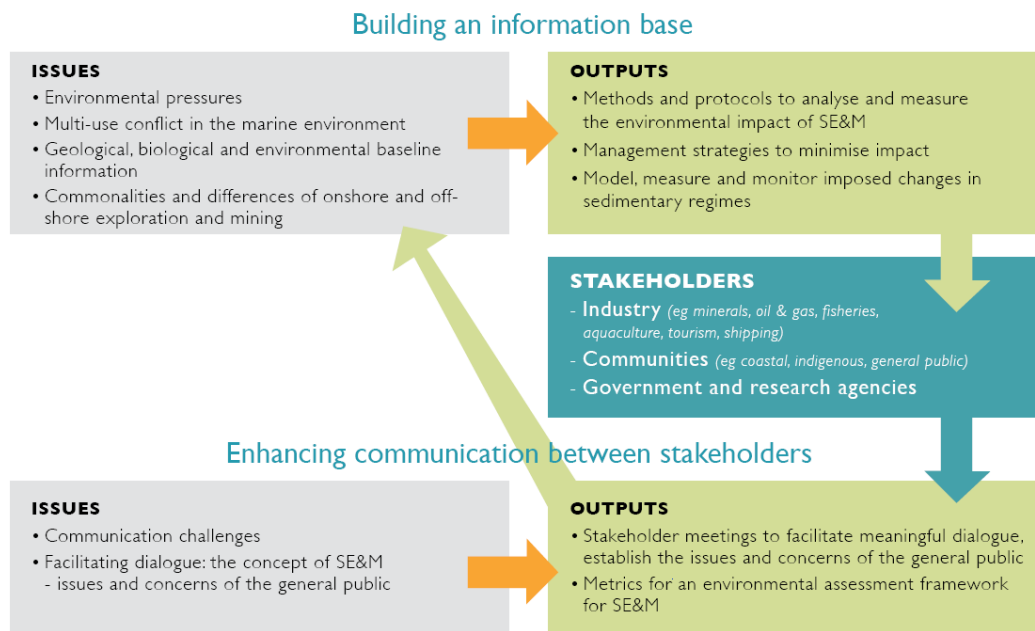 Building an information base
ISSUES
• Environmental pressures
• Multi-use conflict in the marine environment
• Geological, biological and environmental baseline
information
• Commonalities and differences of onshore and off-
shore exploration and mining
OUTPUTS
• Methods and protocols to analyse and measure
the environmental impact of SE&M
• Management strategies to minimise impact
• Model, measure and monitor imposed changes in
sedimentary regimes
STAKEHOLDERS
- Industry (eg minerals, oil & gas, fisheries,
aquaculture, tourism, shipping)
- Communities (eg coastal, indigenous, general public)
- Government and research agencies
Enhancing communication between stakeholders
ISSUES
• Communication challenges
• Facilitating dialogue: the concept of SE&M
- issues and concerns of the general public
OUTPUTS
• Stakeholder meetings to facilitate meaningful dialogue,
establish the issues and concerns of the general public
• Metrics for an environmental assessment framework
for SE&M